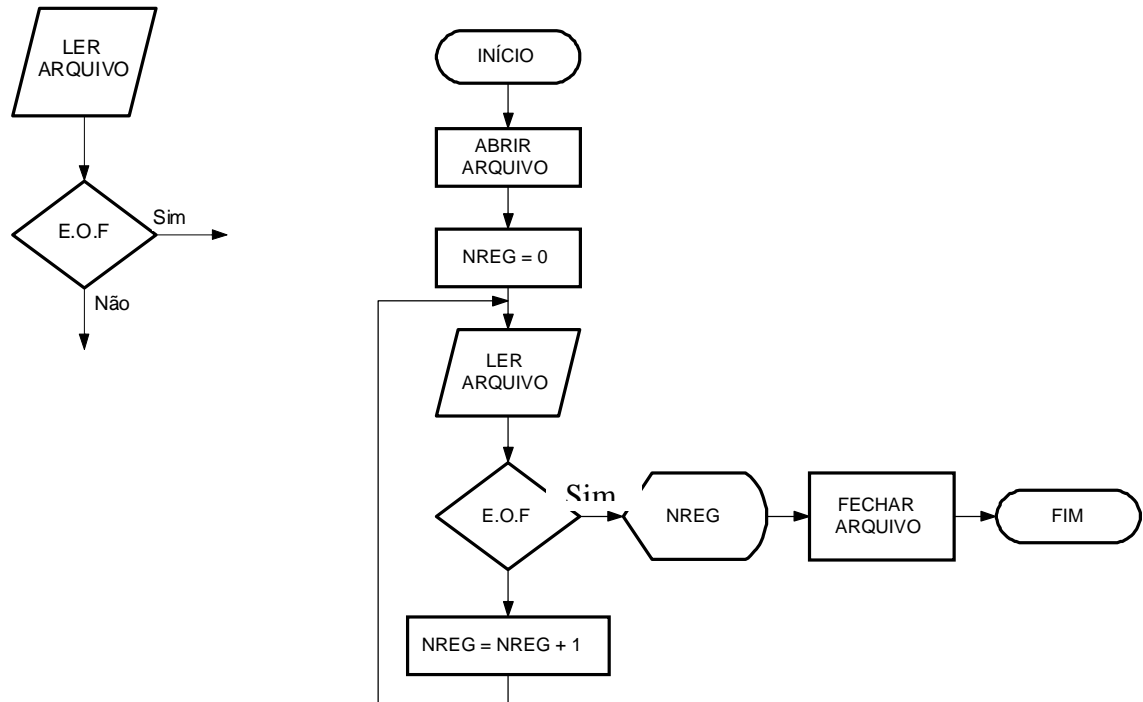 LER
ARQUIVO
E.O.F
Sim
Não
INÍCIO
ABRIR
ARQUIVO
NREG = 0
LER
ARQUIVO
E.O.F
Sim
NREG
FECHAR
ARQUIVO
FIM
NREG = NREG + 1